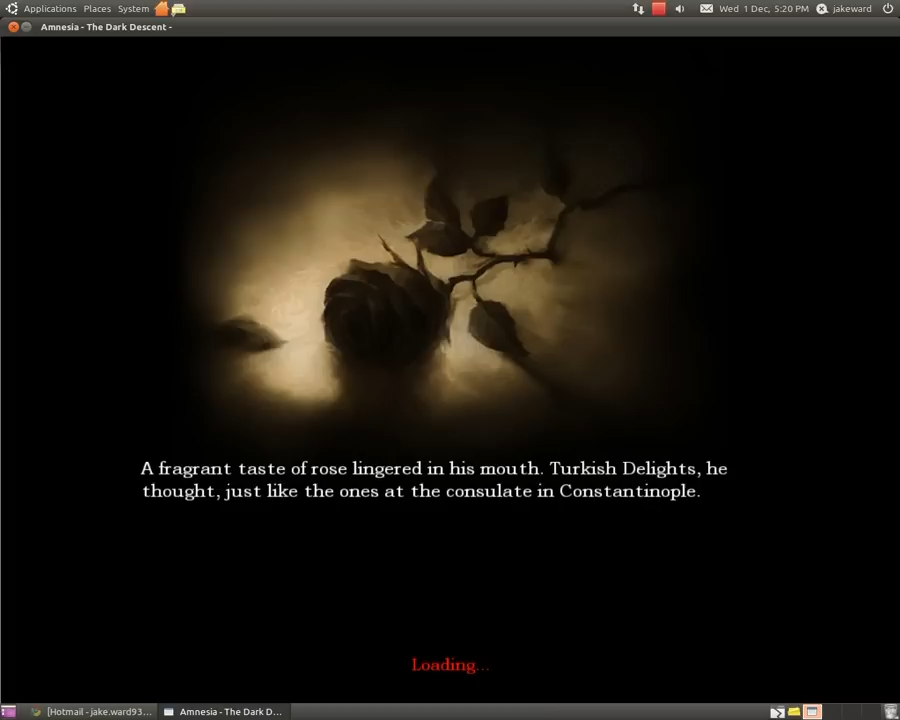 Applications Places System Wed 1 Dec, 5:20 PM jakeward
Amnesia - The Dark Descent -
A fragrant taste of rose lingered in his mouth. Turkish Delights, he
thought, just like the ones at the consulate in Constantinople.
Loading...
[Hotmail - jake.ward93... Amnesia - The Dark D...